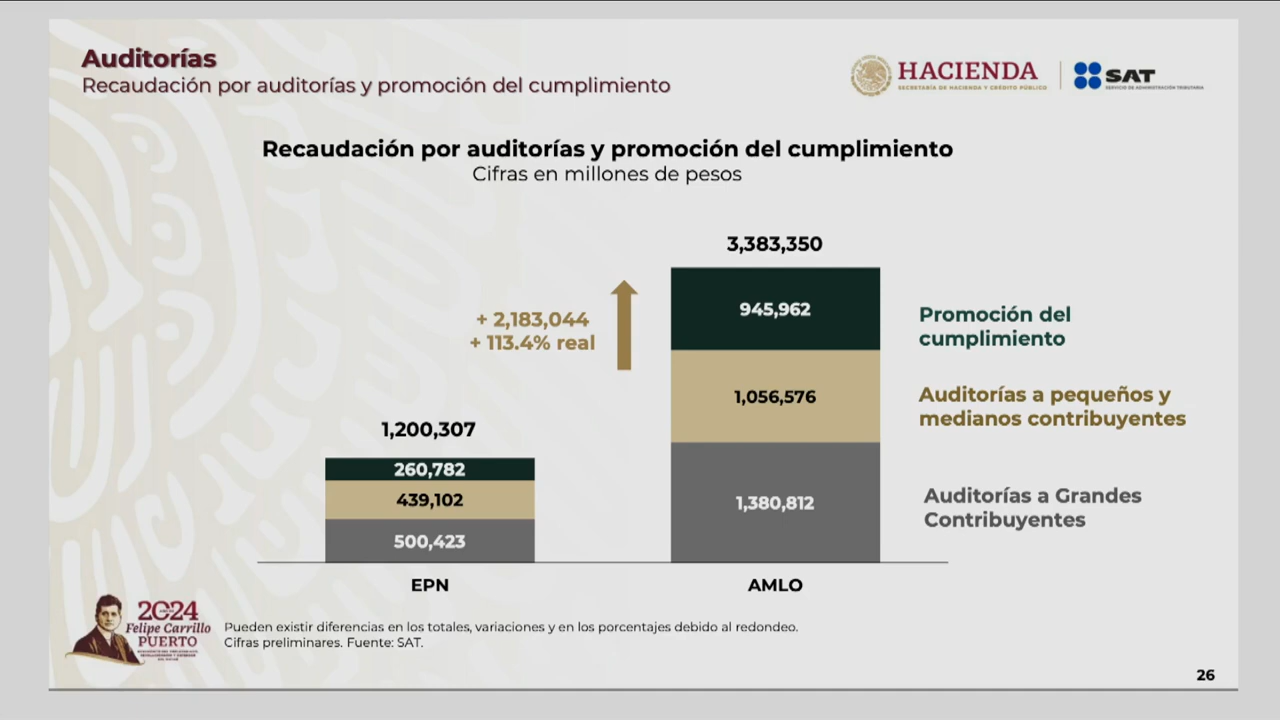 Auditorías
Recaudación por auditorías y promoción del cumplimiento
HACIENDA
SECRETARÍA DE HACIENDA Y CRÉDITO PÚBLICO
SAT
SERVICIO DE ADMINISTRACIÓN TRIBUTARIA
Recaudación por auditorías y promoción del cumplimiento
Cifras en millones de pesos
3,383,350
945,962
+ 2,183,044
+ 113.4% real
1,056,576
1,380,812
1,200,307
260,782
439,102
500,423
Promoción del
cumplimiento
Auditorías a pequeños y
medianos contribuyentes
Auditorías a Grandes
Contribuyentes
EPN
AMLO
2024
Felipe Carrillo
PUERTO
Pueden existir diferencias en los totales, variaciones y en los porcentajes debido al redondeo.
Cifras preliminares. Fuente: SAT.
26